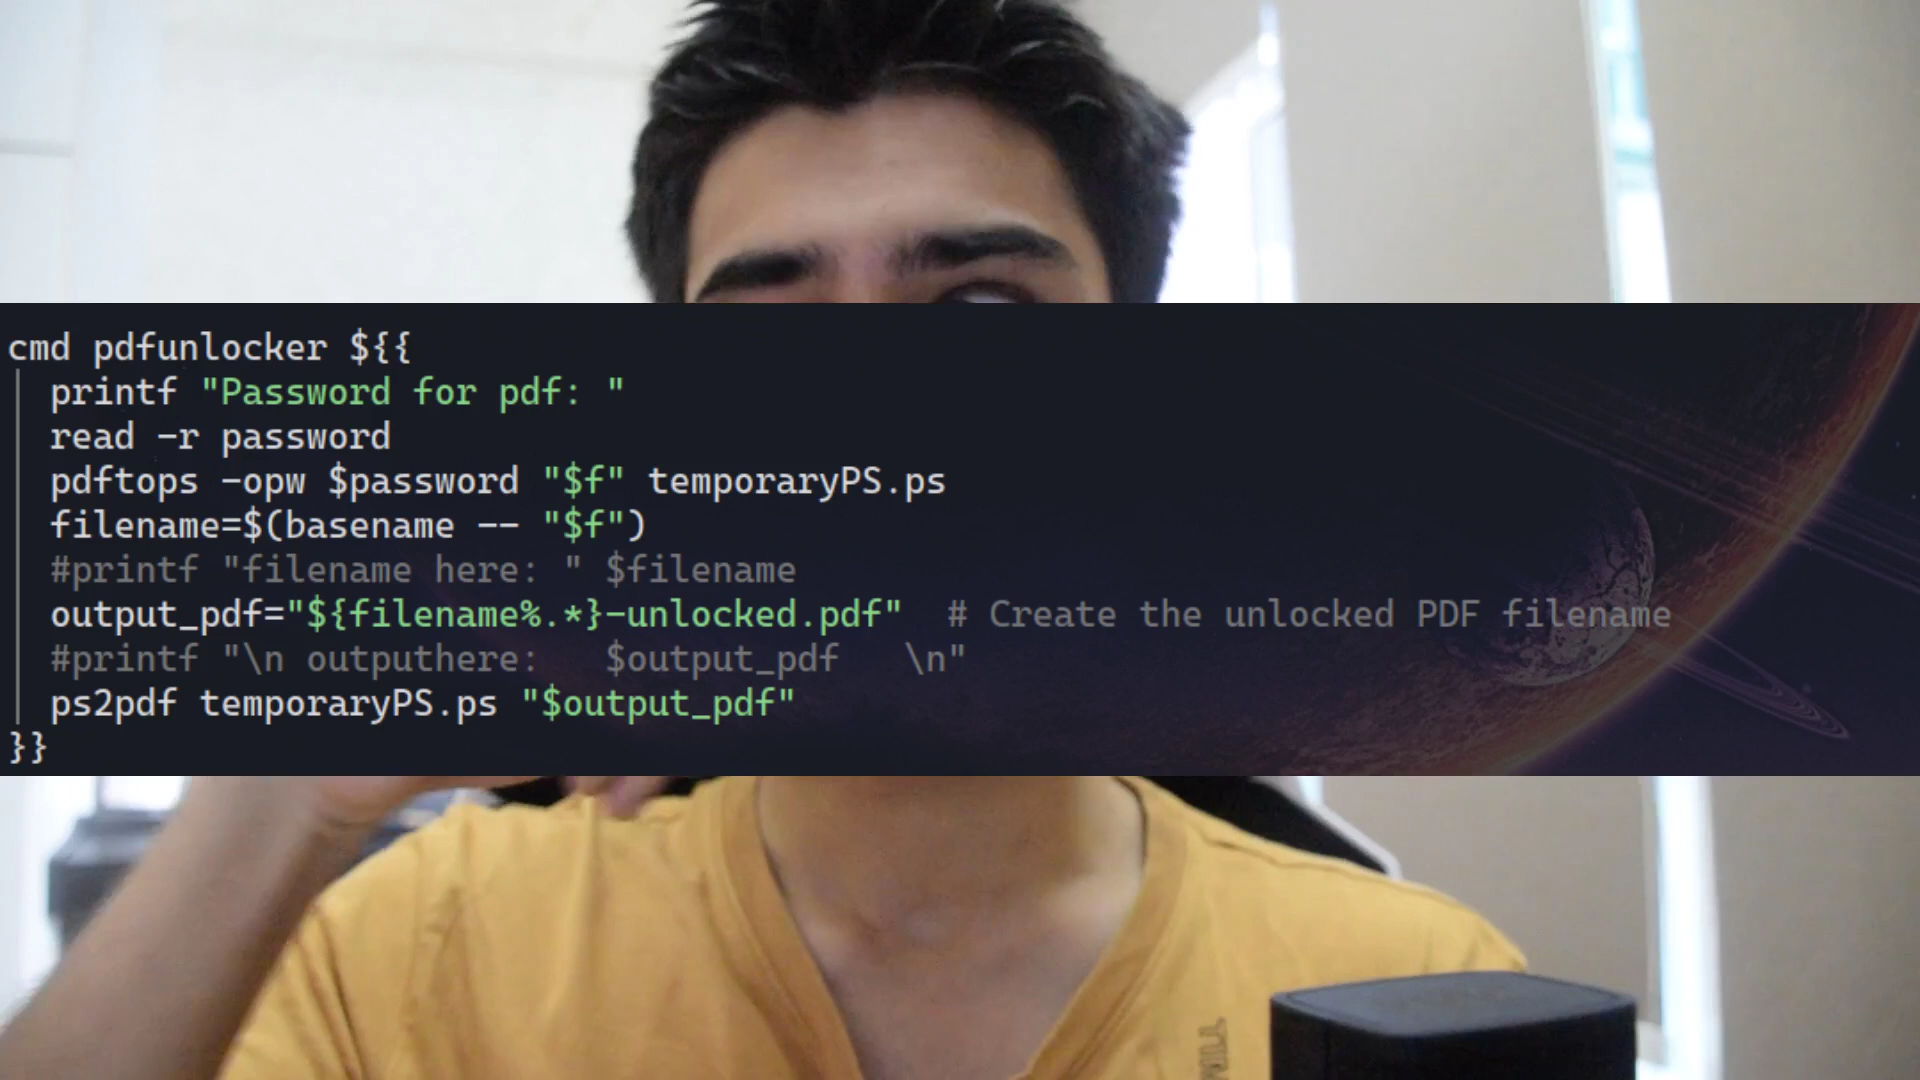 cmd pdfunlocker ${{
printf "Password for pdf: "
read -r password
pdftops -opw $password "$f" temporaryPS.ps
filename=$(basename -- "$f")
#printf "filename here: " $filename
output_pdf="${filename%.*}-unlocked.pdf"  # Create the unlocked PDF filename
#printf "\n outputhere:   $output_pdf   \n"
ps2pdf temporaryPS.ps "$output_pdf"
}}